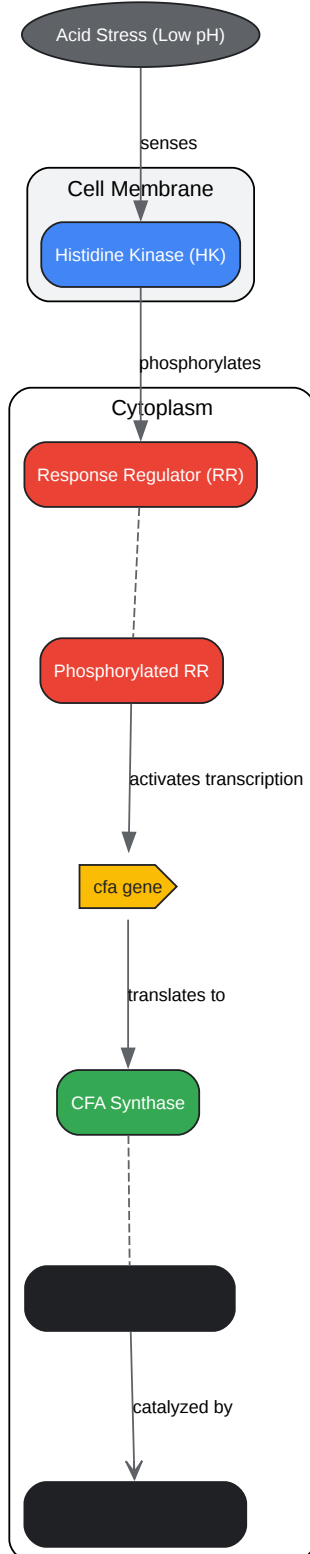 Acid Stress (Low pH)
senses
Cell Membrane
Histidine Kinase (HK)
phosphorylates
Cytoplasm
Response Regulator (RR)
Phosphorylated RR
activates transcription
cfa gene
translates to
CFA Synthase
catalyzed by